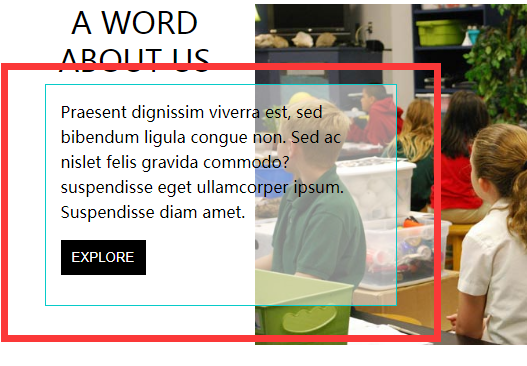 A WORD
ABOUT US
Praesent dignissim viverra est, sed
bibendum ligula congue non. Sed ac
nislet felis gravida commodo?
suspendisse eget ullamcorper ipsum.
Suspendisse diam amet.
EXPLORE